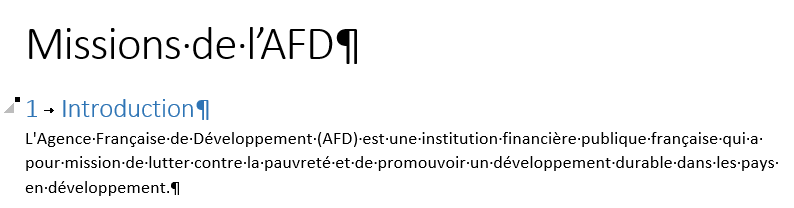 Missions·de·l’AFD¶
1→Introduction¶
L'Agence·Française·de·Développement·(AFD)·est·une·institution·financière·publique·française·qui·a·
pour·mission·de·lutter·contre·la·pauvreté·et·de·promouvoir·un·développement·durable·dans·les·pays·
en·développement.¶